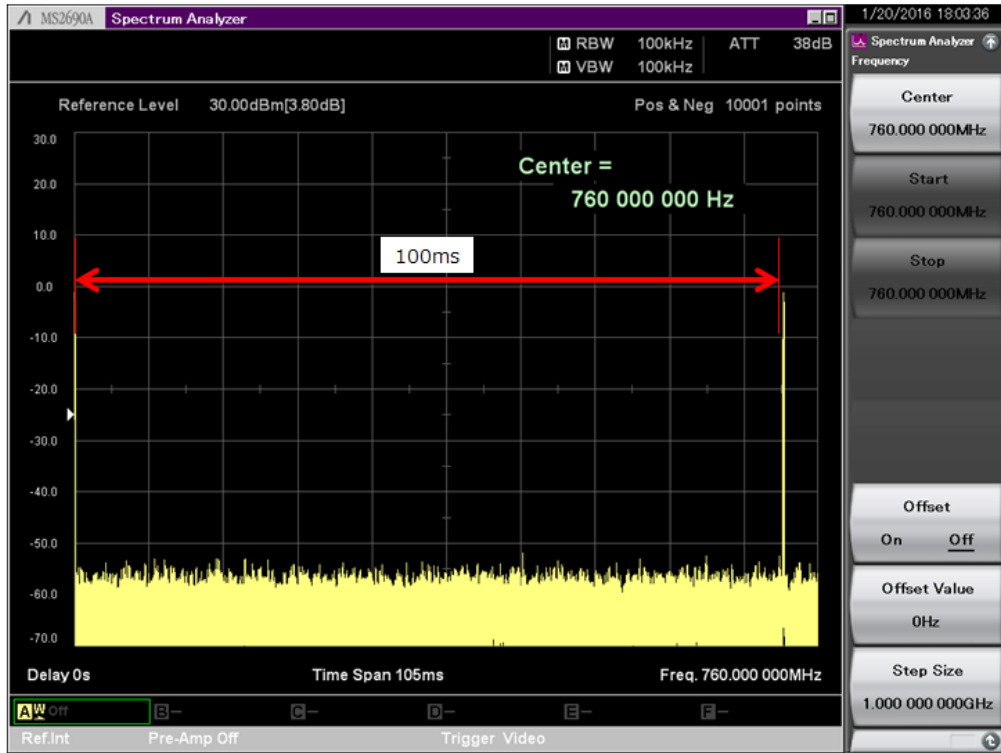 MS2690A Spectrum Analyzer
1/20/2016 18:03:36
M RBW 100kHz ATT 38dB
M VBW 100kHz
Reference Level 30.00dBm[3.80dB] Pos & Neg 10001 points
30.0
20.0
10.0
0.0
-10.0
-20.0
-30.0
-40.0
-50.0
-60.0
-70.0
Center =
760 000 000 Hz
100ms
Delay 0s Time Span 105ms Freq. 760.000 000MHz
A W Off B— C— D— E— F—
Ref.Int Pre-Amp Off Trigger Video
Spectrum Analyzer
Frequency
Center
760.000 000MHz
Start
760.000 000MHz
Stop
760.000 000MHz
Offset
On Off
Offset Value
0Hz
Step Size
1.000 000 000GHz